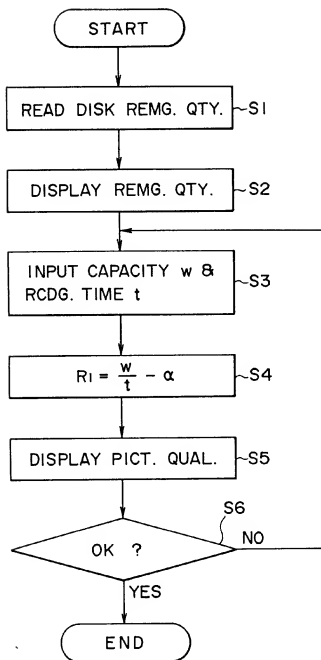 START
READ DISK REMG. QTY.
S1
DISPLAY REMG. QTY.
S2
INPUT CAPACITY w &
RCDG. TIME t
S3
R1 = w/t - α
S4
DISPLAY PICT. QUAL.
S5
S6
OK ?
NO
YES
END